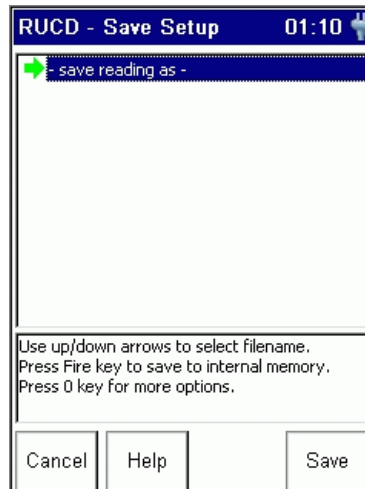 RUCD - Save Setup 01:10
- save reading as -
Use up/down arrows to select filename.
Press Fire key to save to internal memory.
Press 0 key for more options.
Cancel Help Save